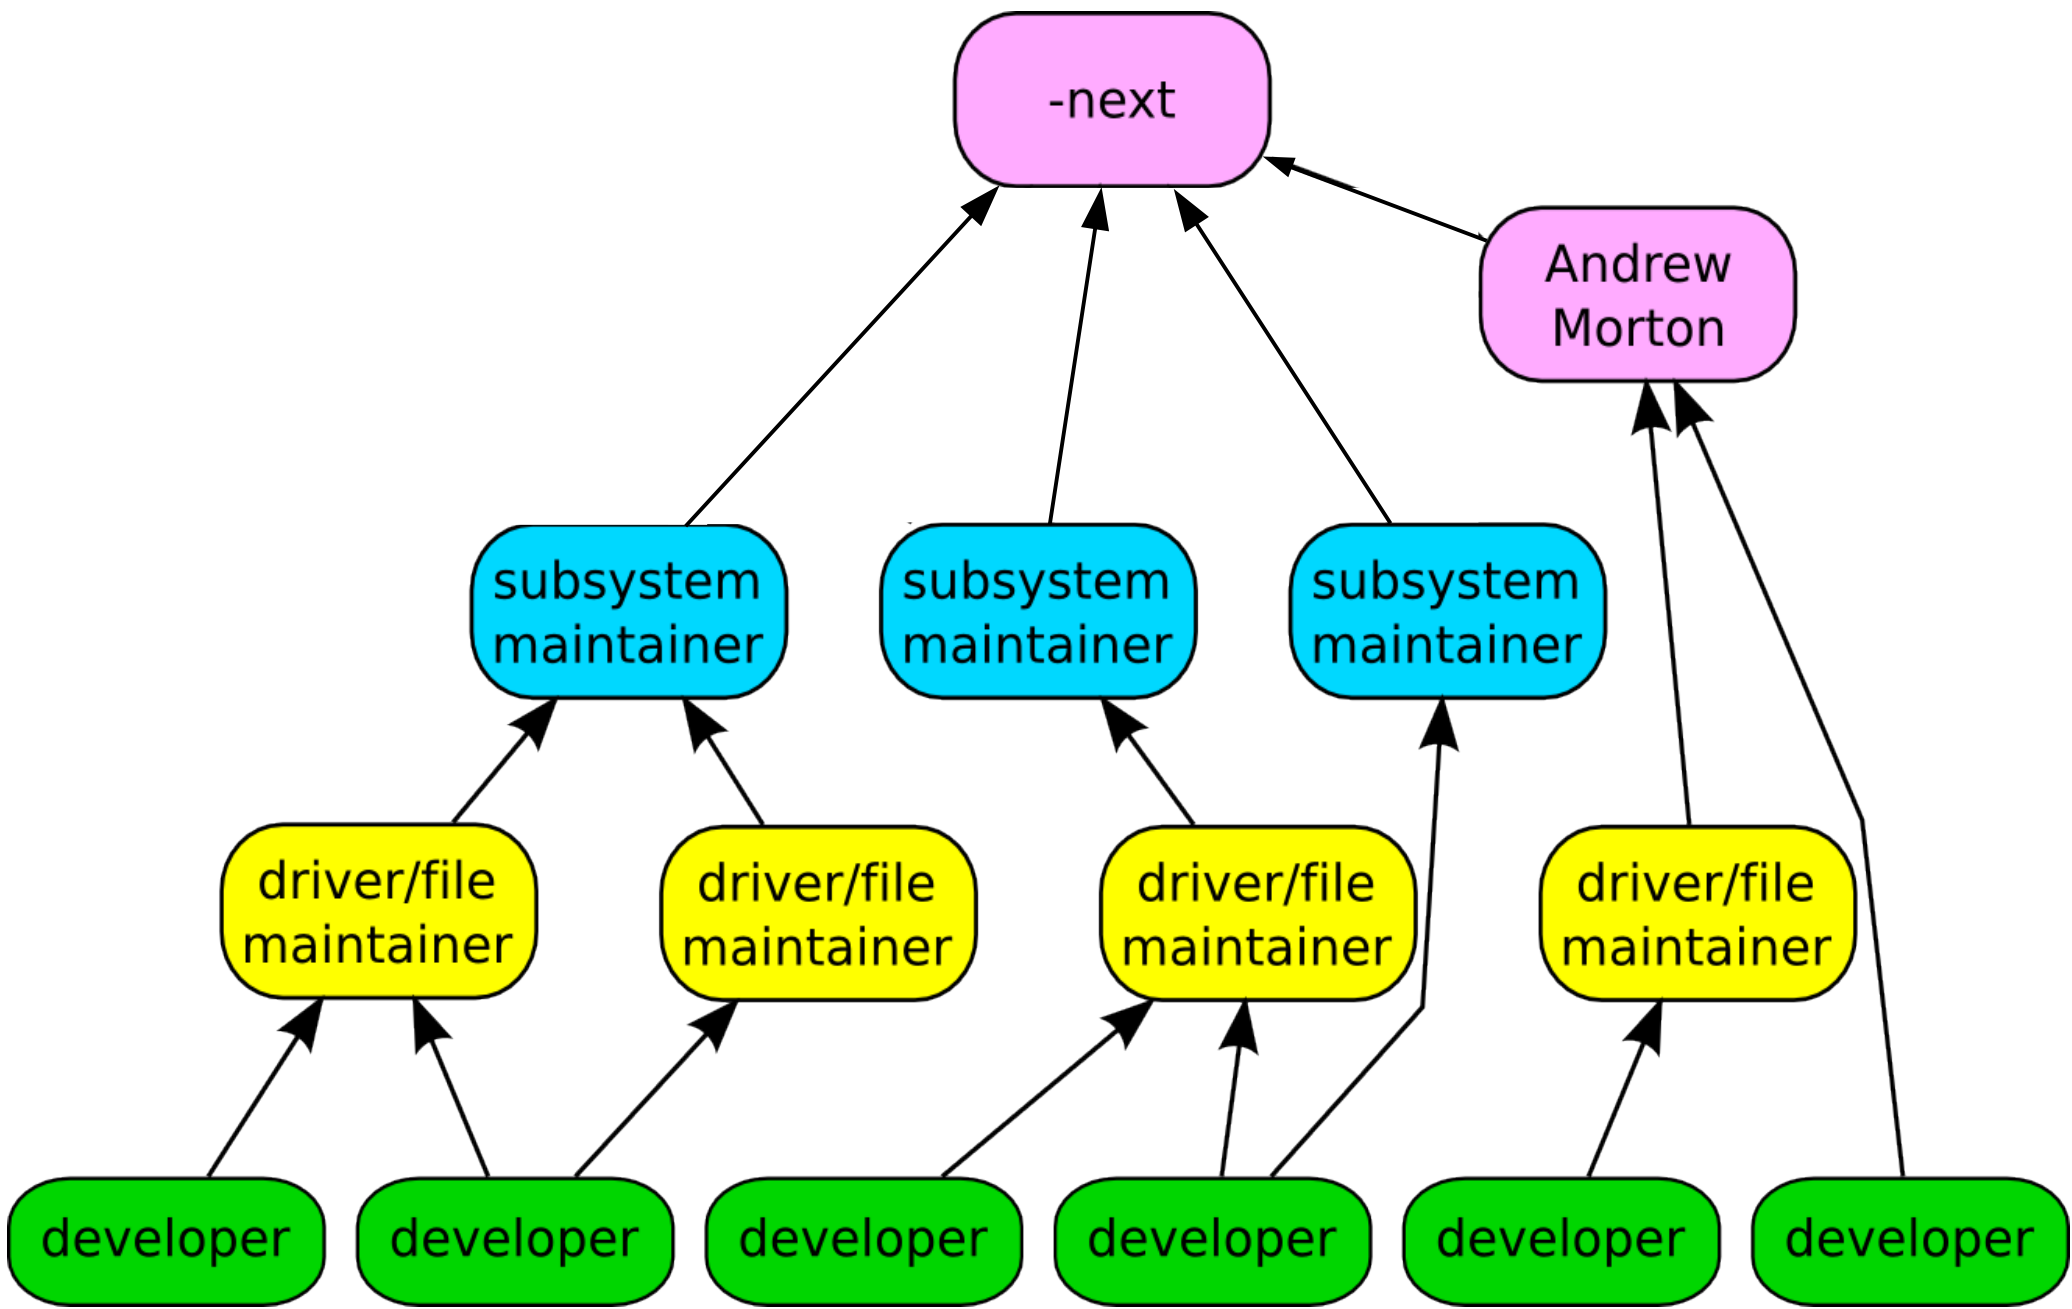 -next
Andrew
Morton
subsystem
maintainer
subsystem
maintainer
subsystem
maintainer
driver/file
maintainer
driver/file
maintainer
driver/file
maintainer
driver/file
maintainer
developer
developer
developer
developer
developer
developer